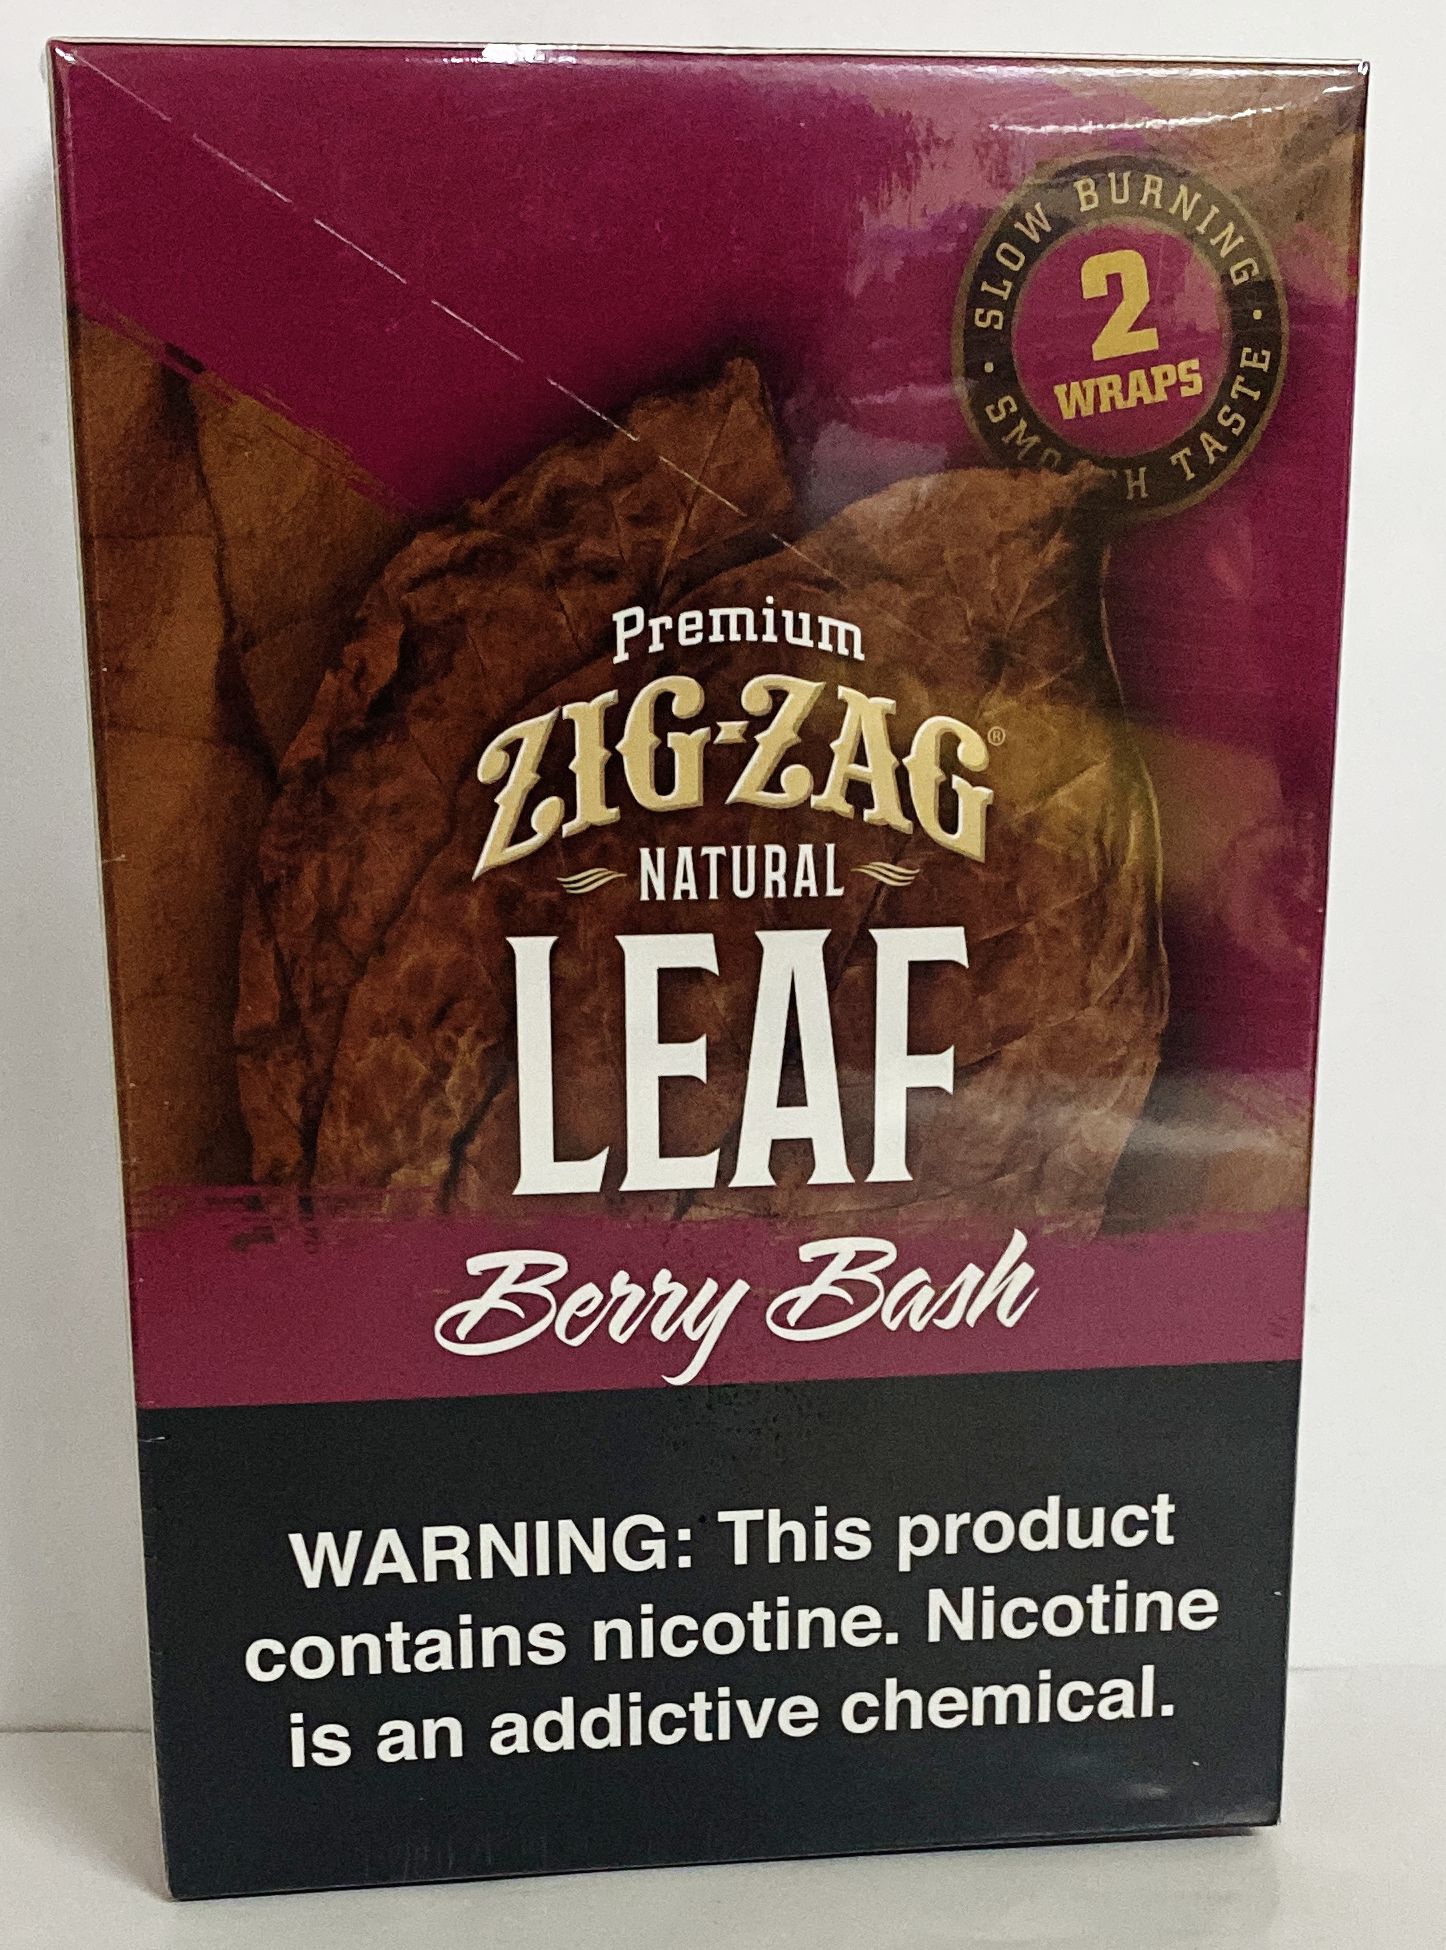 SLOW BURNING
2
WRAPS
TASTE
Premium
ZIG-ZAG®
NATURAL
LEAF
Berry Bash
WARNING: This product
contains nicotine. Nicotine
is an addictive chemical.